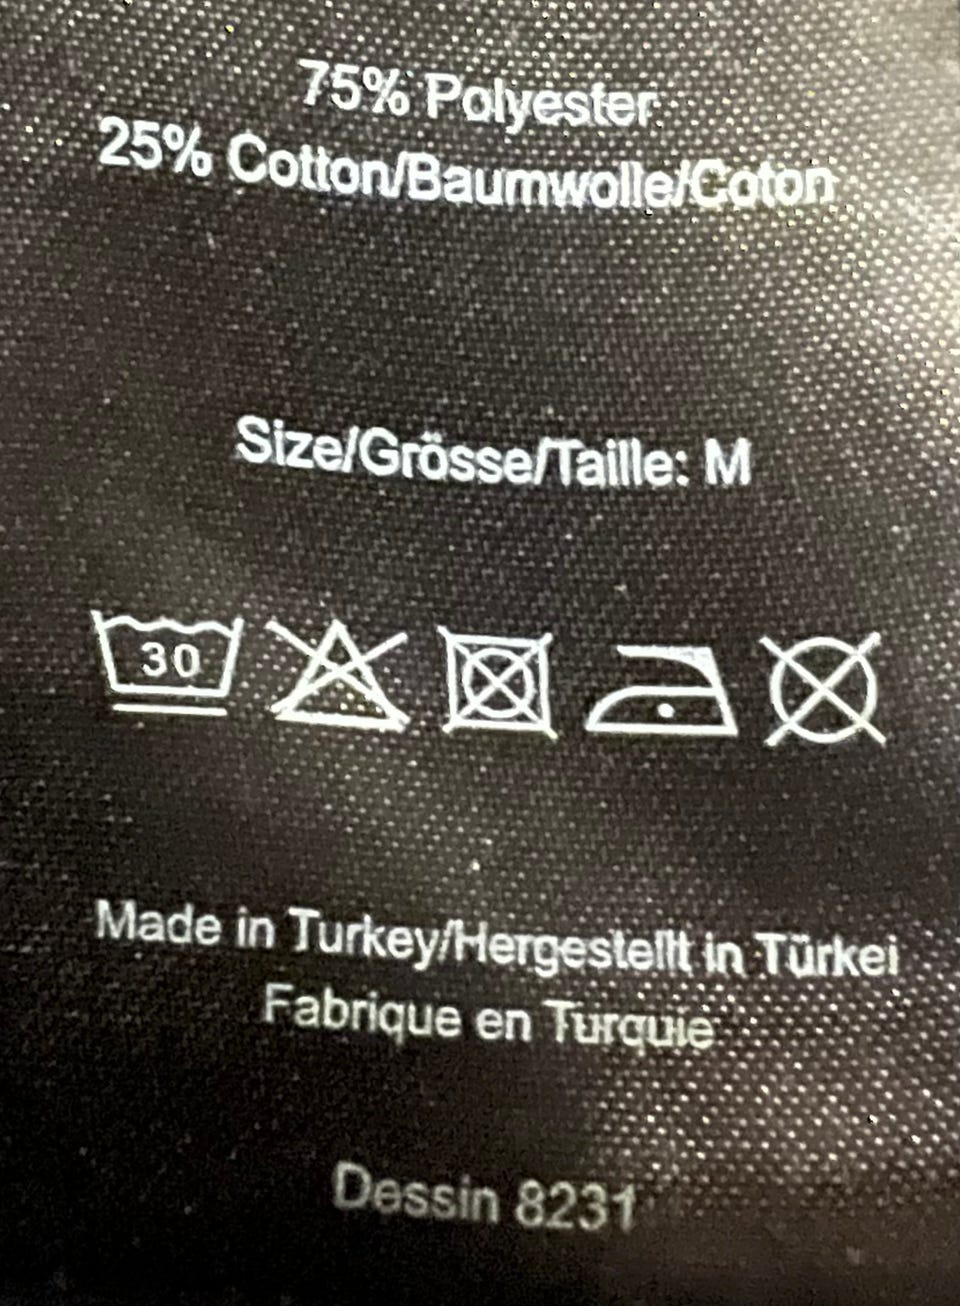 75% Polyester
25% Cotton/Baumwolle/Coton
Size/Grösse/Taille: M
30
Made in Turkey/Hergestellt in Türkei
Fabrique en Turquie
Dessin 8231